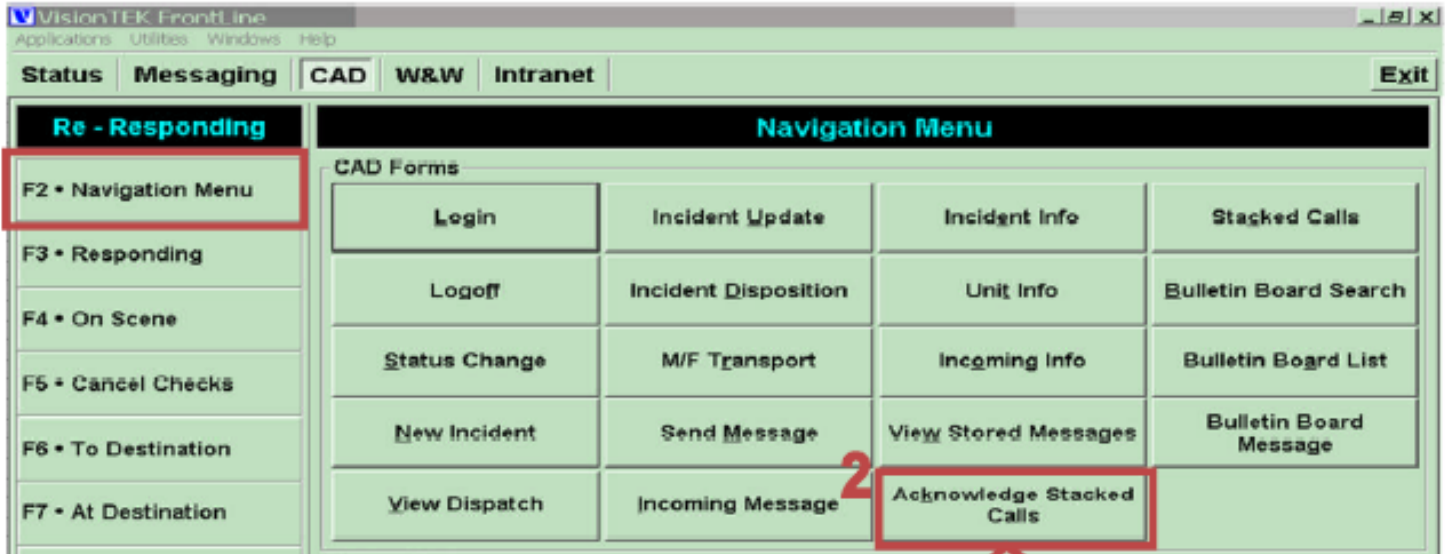 VisionTEK FrontLine
Applications Utilities Windows Help
Status Messaging CAD W&W Intranet Exit
Re - Responding
Navigation Menu
F2 • Navigation Menu
F3 • Responding
F4 • On Scene
F5 • Cancel Checks
F6 • To Destination
F7 • At Destination
CAD Forms
Login Incident Update Incident Info Stacked Calls
Logoff Incident Disposition Unit Info Bulletin Board Search
Status Change M/F Transport Incoming Info Bulletin Board List
New Incident Send Message View Stored Messages Bulletin Board
Message
2
View Dispatch Incoming Message Acknowledge Stacked
Calls